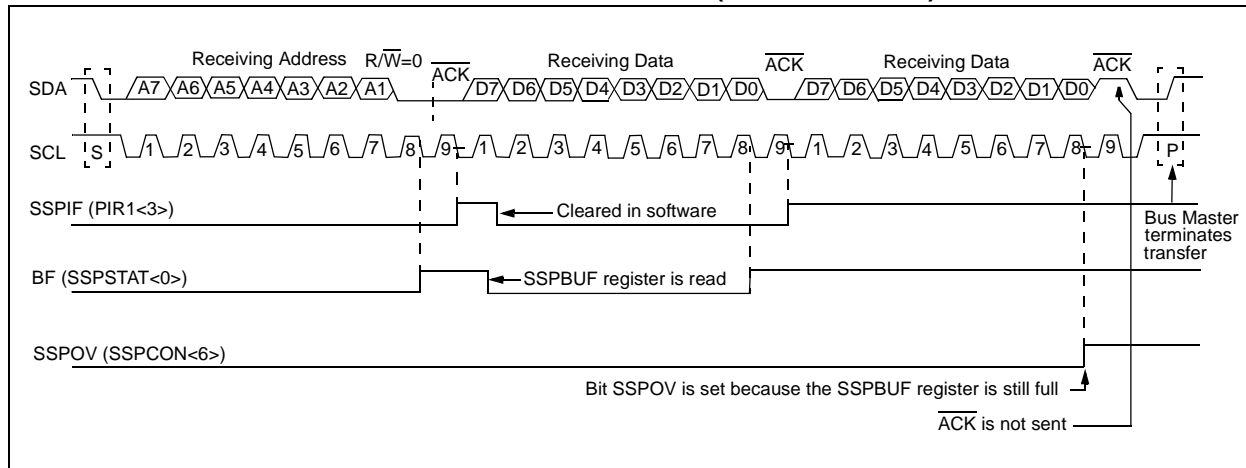 Receiving Address R/W=0 ACK Receiving Data ACK Receiving Data ACK
SDA A7 A6 A5 A4 A3 A2 A1 D7 D6 D5 D4 D3 D2 D1 D0 D7 D6 D5 D4 D3 D2 D1 D0
SCL S 1 2 3 4 5 6 7 8 9 1 2 3 4 5 6 7 8 9 1 2 3 4 5 6 7 8 9 P
SSPIF (PIR1<3>) Cleared in software
Bus Master
terminates
transfer
BF (SSPSTAT<0>) SSPBUF register is read
SSPOV (SSPCON<6>)
Bit SSPOV is set because the SSPBUF register is still full
ACK is not sent